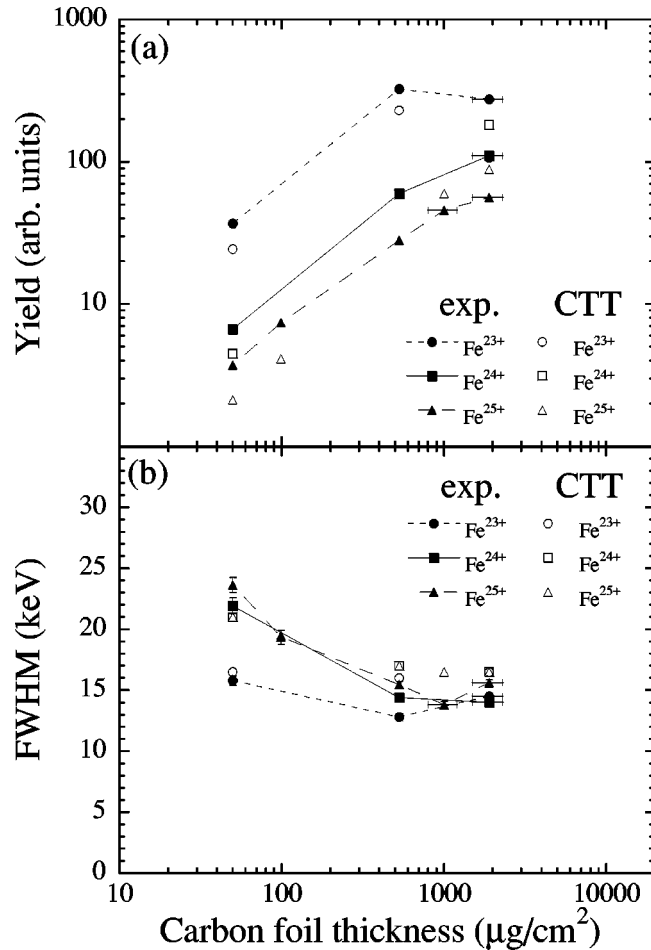 1000
(a)
100
10
Yield (arb. units)
exp. CTT
Fe²³⁺ Fe²³⁺
Fe²⁴⁺ Fe²⁴⁺
Fe²⁵⁺ Fe²⁵⁺
(b)
30
25
20
15
10
5
0
FWHM (keV)
exp. CTT
Fe²³⁺ Fe²³⁺
Fe²⁴⁺ Fe²⁴⁺
Fe²⁵⁺ Fe²⁵⁺
10 100 1000 10000
Carbon foil thickness (μg/cm²)